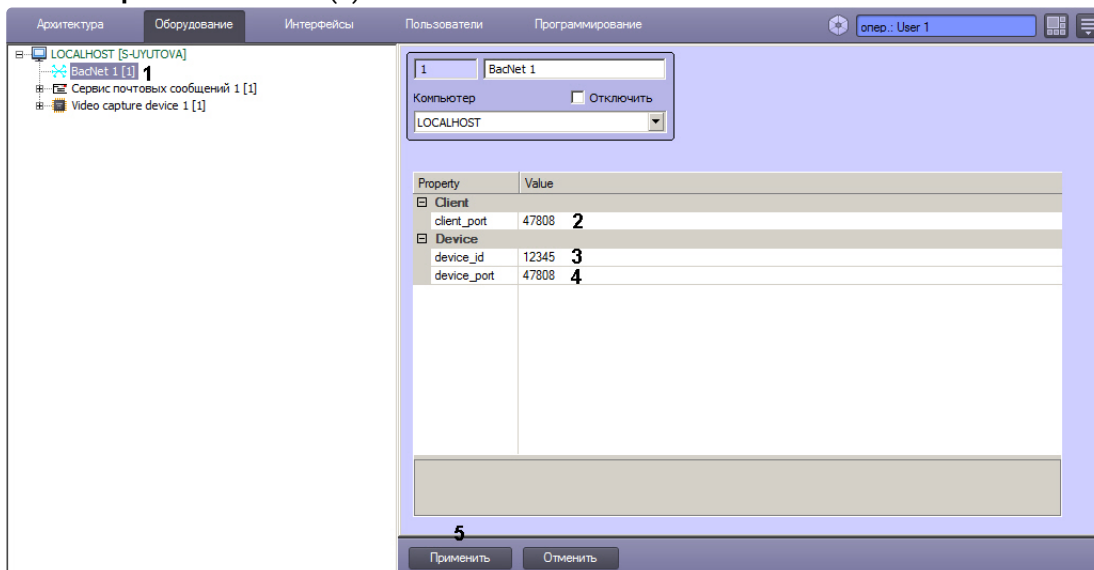 Архитектура Оборудование Интерфейсы Пользователи Программирование опер.: User 1
LOCALHOST [S-UYUTOVA]
BacNet 1 [1] 1
Сервис почтовых сообщений 1 [1]
Video capture device 1 [1]
1 BacNet 1
Компьютер Отключить
LOCALHOST
Property Value
Client
client_port 47808 2
Device
device_id 12345 3
device_port 47808 4
5
Применить Отменить